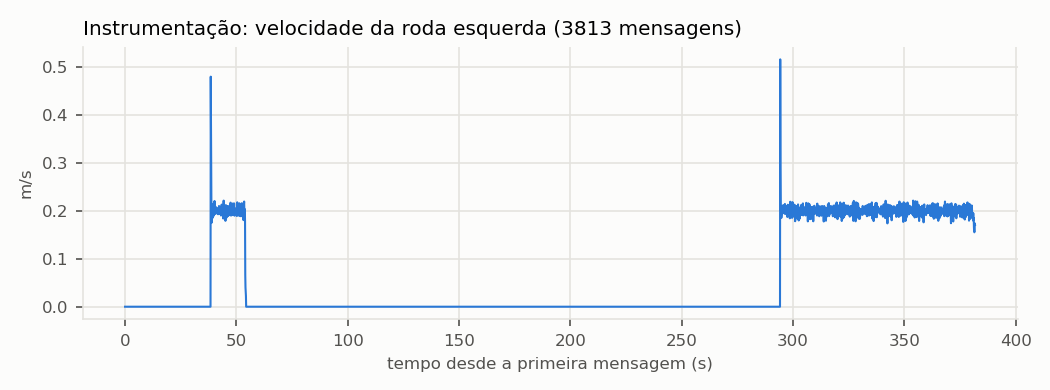 Instrumentação: velocidade da roda esquerda (3813 mensagens)
0.5
0.4
0.3
0.2
0.1
0.0
m/s
0 50 100 150 200 250 300 350 400
tempo desde a primeira mensagem (s)